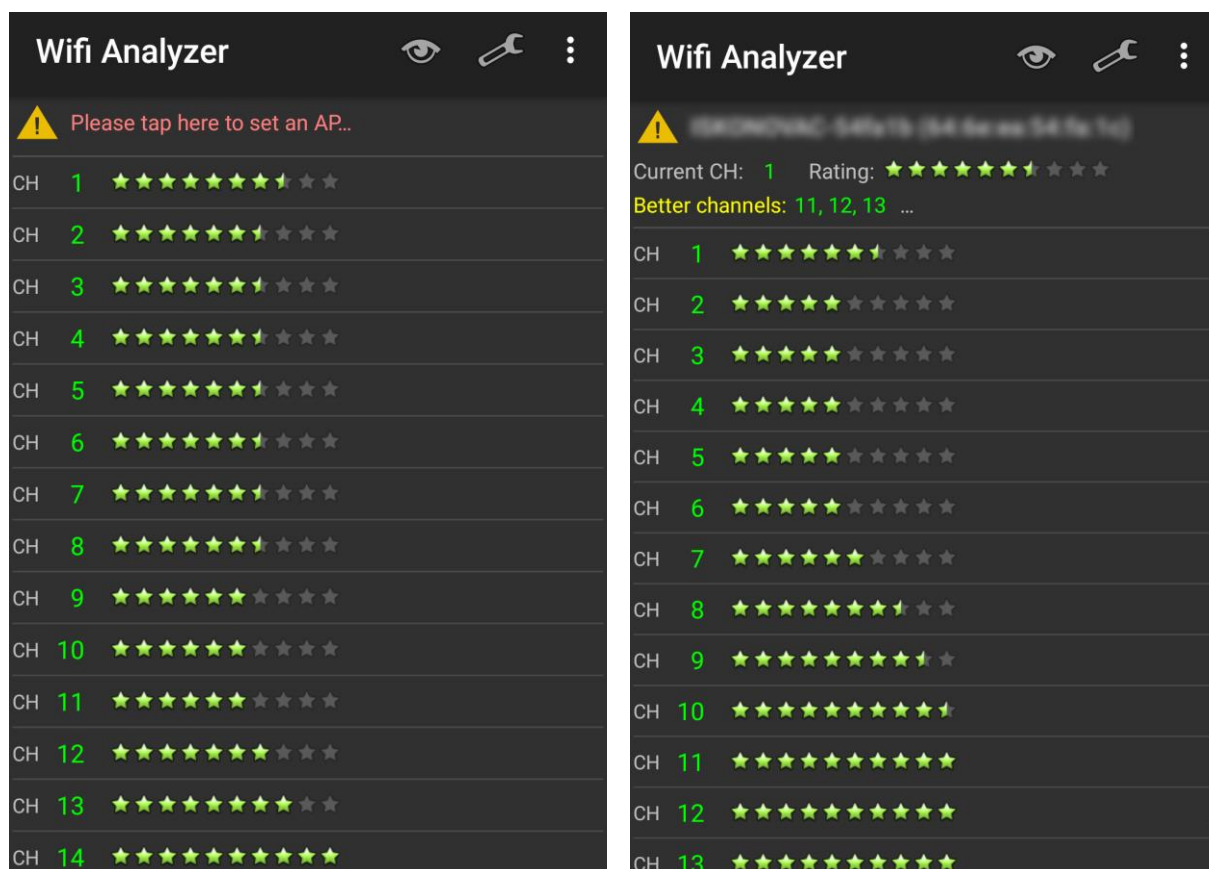 Wifi Analyzer
Please tap here to set an AP...
CH 1
CH 2
CH 3
CH 4
CH 5
CH 6
CH 7
CH 8
CH 9
CH 10
CH 11
CH 12
CH 13
CH 14
Wifi Analyzer
Current CH: 1 Rating:
Better channels: 11, 12, 13 ...
CH 1
CH 2
CH 3
CH 4
CH 5
CH 6
CH 7
CH 8
CH 9
CH 10
CH 11
CH 12
CH 13